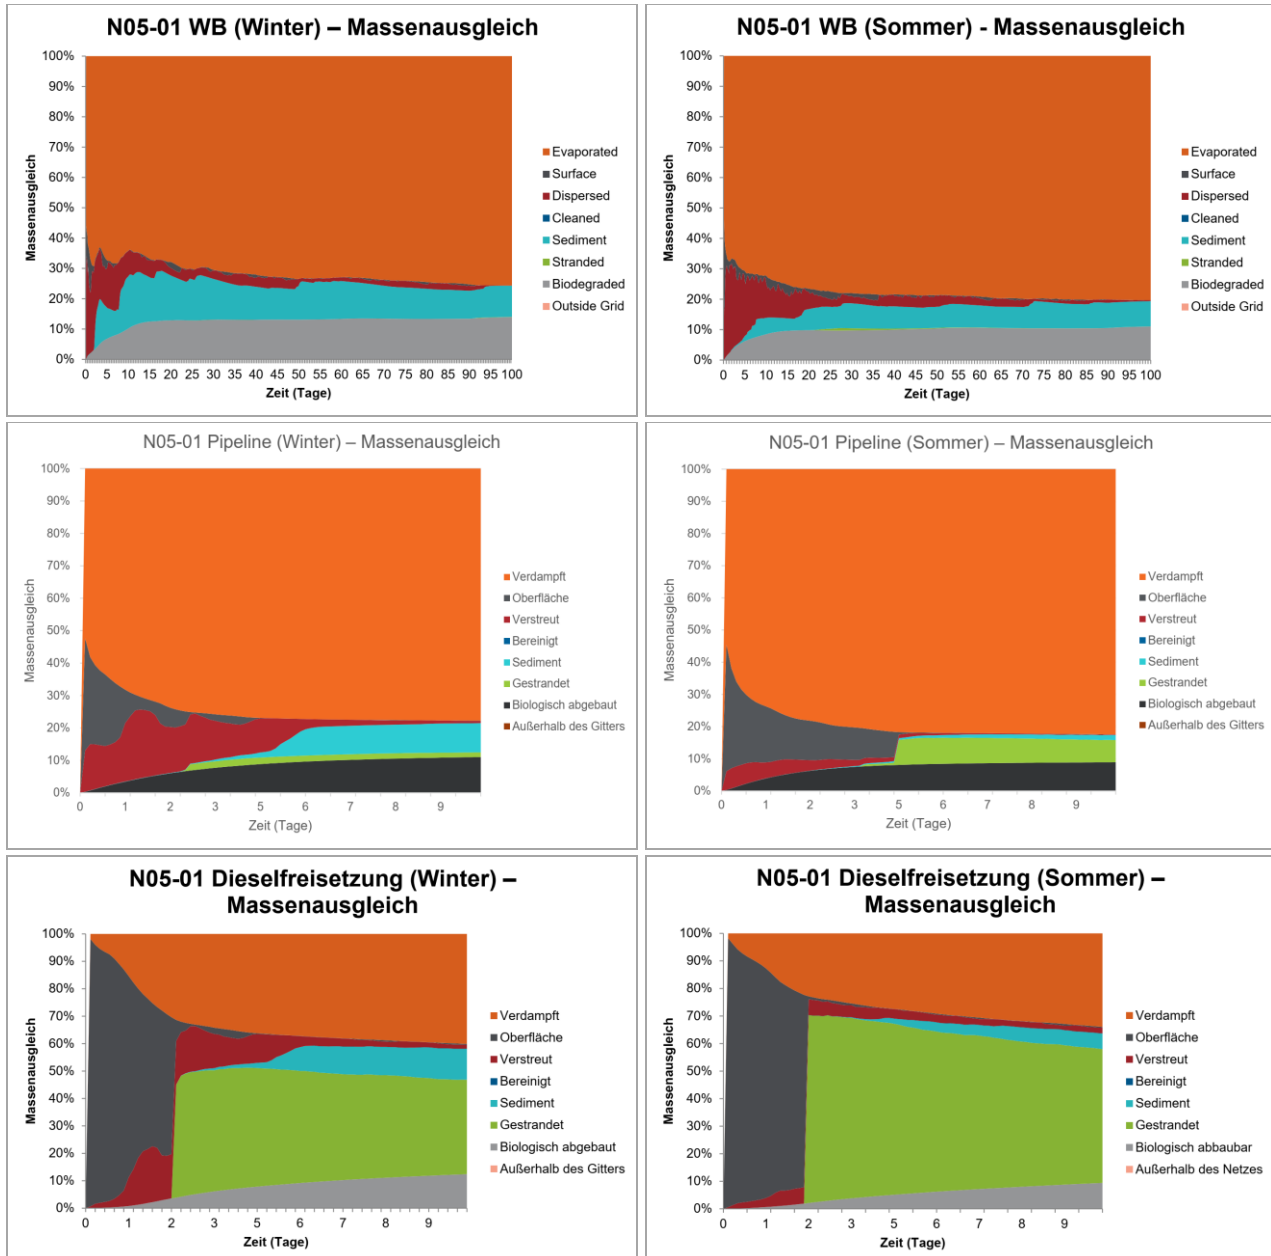 N05-01 WB (Winter) – Massenausgleich
100%
90%
80%
70%
60%
50%
40%
30%
20%
10%
0%
Massenausgleich
0 5 10 15 20 25 30 35 40 45 50 55 60 65 70 75 80 85 90 95 100
Zeit (Tage)
Evaporated
Surface
Dispersed
Cleaned
Sediment
Stranded
Biodegraded
Outside Grid
N05-01 WB (Sommer) - Massenausgleich
100%
90%
80%
70%
60%
50%
40%
30%
20%
10%
0%
Massenausgleich
0 5 10 15 20 25 30 35 40 45 50 55 60 65 70 75 80 85 90 95 100
Zeit (Tage)
Evaporated
Surface
Dispersed
Cleaned
Sediment
Stranded
Biodegraded
Outside Grid
N05-01 Pipeline (Winter) – Massenausgleich
100%
90%
80%
70%
60%
50%
40%
30%
20%
10%
0%
Massenausgleich
0 1 2 3 5 6 7 8 9
Zeit (Tage)
Verdampft
Oberfläche
Verstreut
Bereinigt
Sediment
Gestrandet
Biologisch abgebaut
Außerhalb des Gitters
N05-01 Pipeline (Sommer) – Massenausgleich
100%
90%
80%
70%
60%
50%
40%
30%
20%
10%
0%
Massenausgleich
0 1 2 3 5 6 7 8 9
Zeit (Tage)
Verdampft
Oberfläche
Verstreut
Bereinigt
Sediment
Gestrandet
Biologisch abgebaut
Außerhalb des Gitters
N05-01 Dieselfreisetzung (Winter) –
Massenausgleich
100%
90%
80%
70%
60%
50%
40%
30%
20%
10%
0%
Massenausgleich
0 1 2 3 5 6 7 8 9
Zeit (Tage)
Verdampft
Oberfläche
Verstreut
Bereinigt
Sediment
Gestrandet
Biologisch abgebaut
Außerhalb des Gitters
N05-01 Dieselfreisetzung (Sommer) –
Massenausgleich
100%
90%
80%
70%
60%
50%
40%
30%
20%
10%
0%
Massenausgleich
0 1 2 3 5 6 7 8 9
Zeit (Tage)
Verdampft
Oberfläche
Verstreut
Bereinigt
Sediment
Gestrandet
Biologisch abbaubar
Außerhalb des Netzes